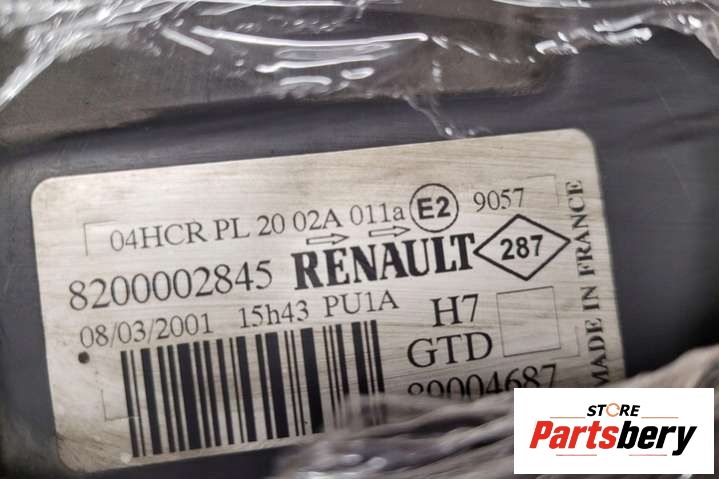 04HCR PL 20 02A 011a E2 9057
8200002845 RENAULT 287
08/03/2001 15h43 PU1A H7
GTD
89004687
MADE IN FRANCE
STORE
Partsbery